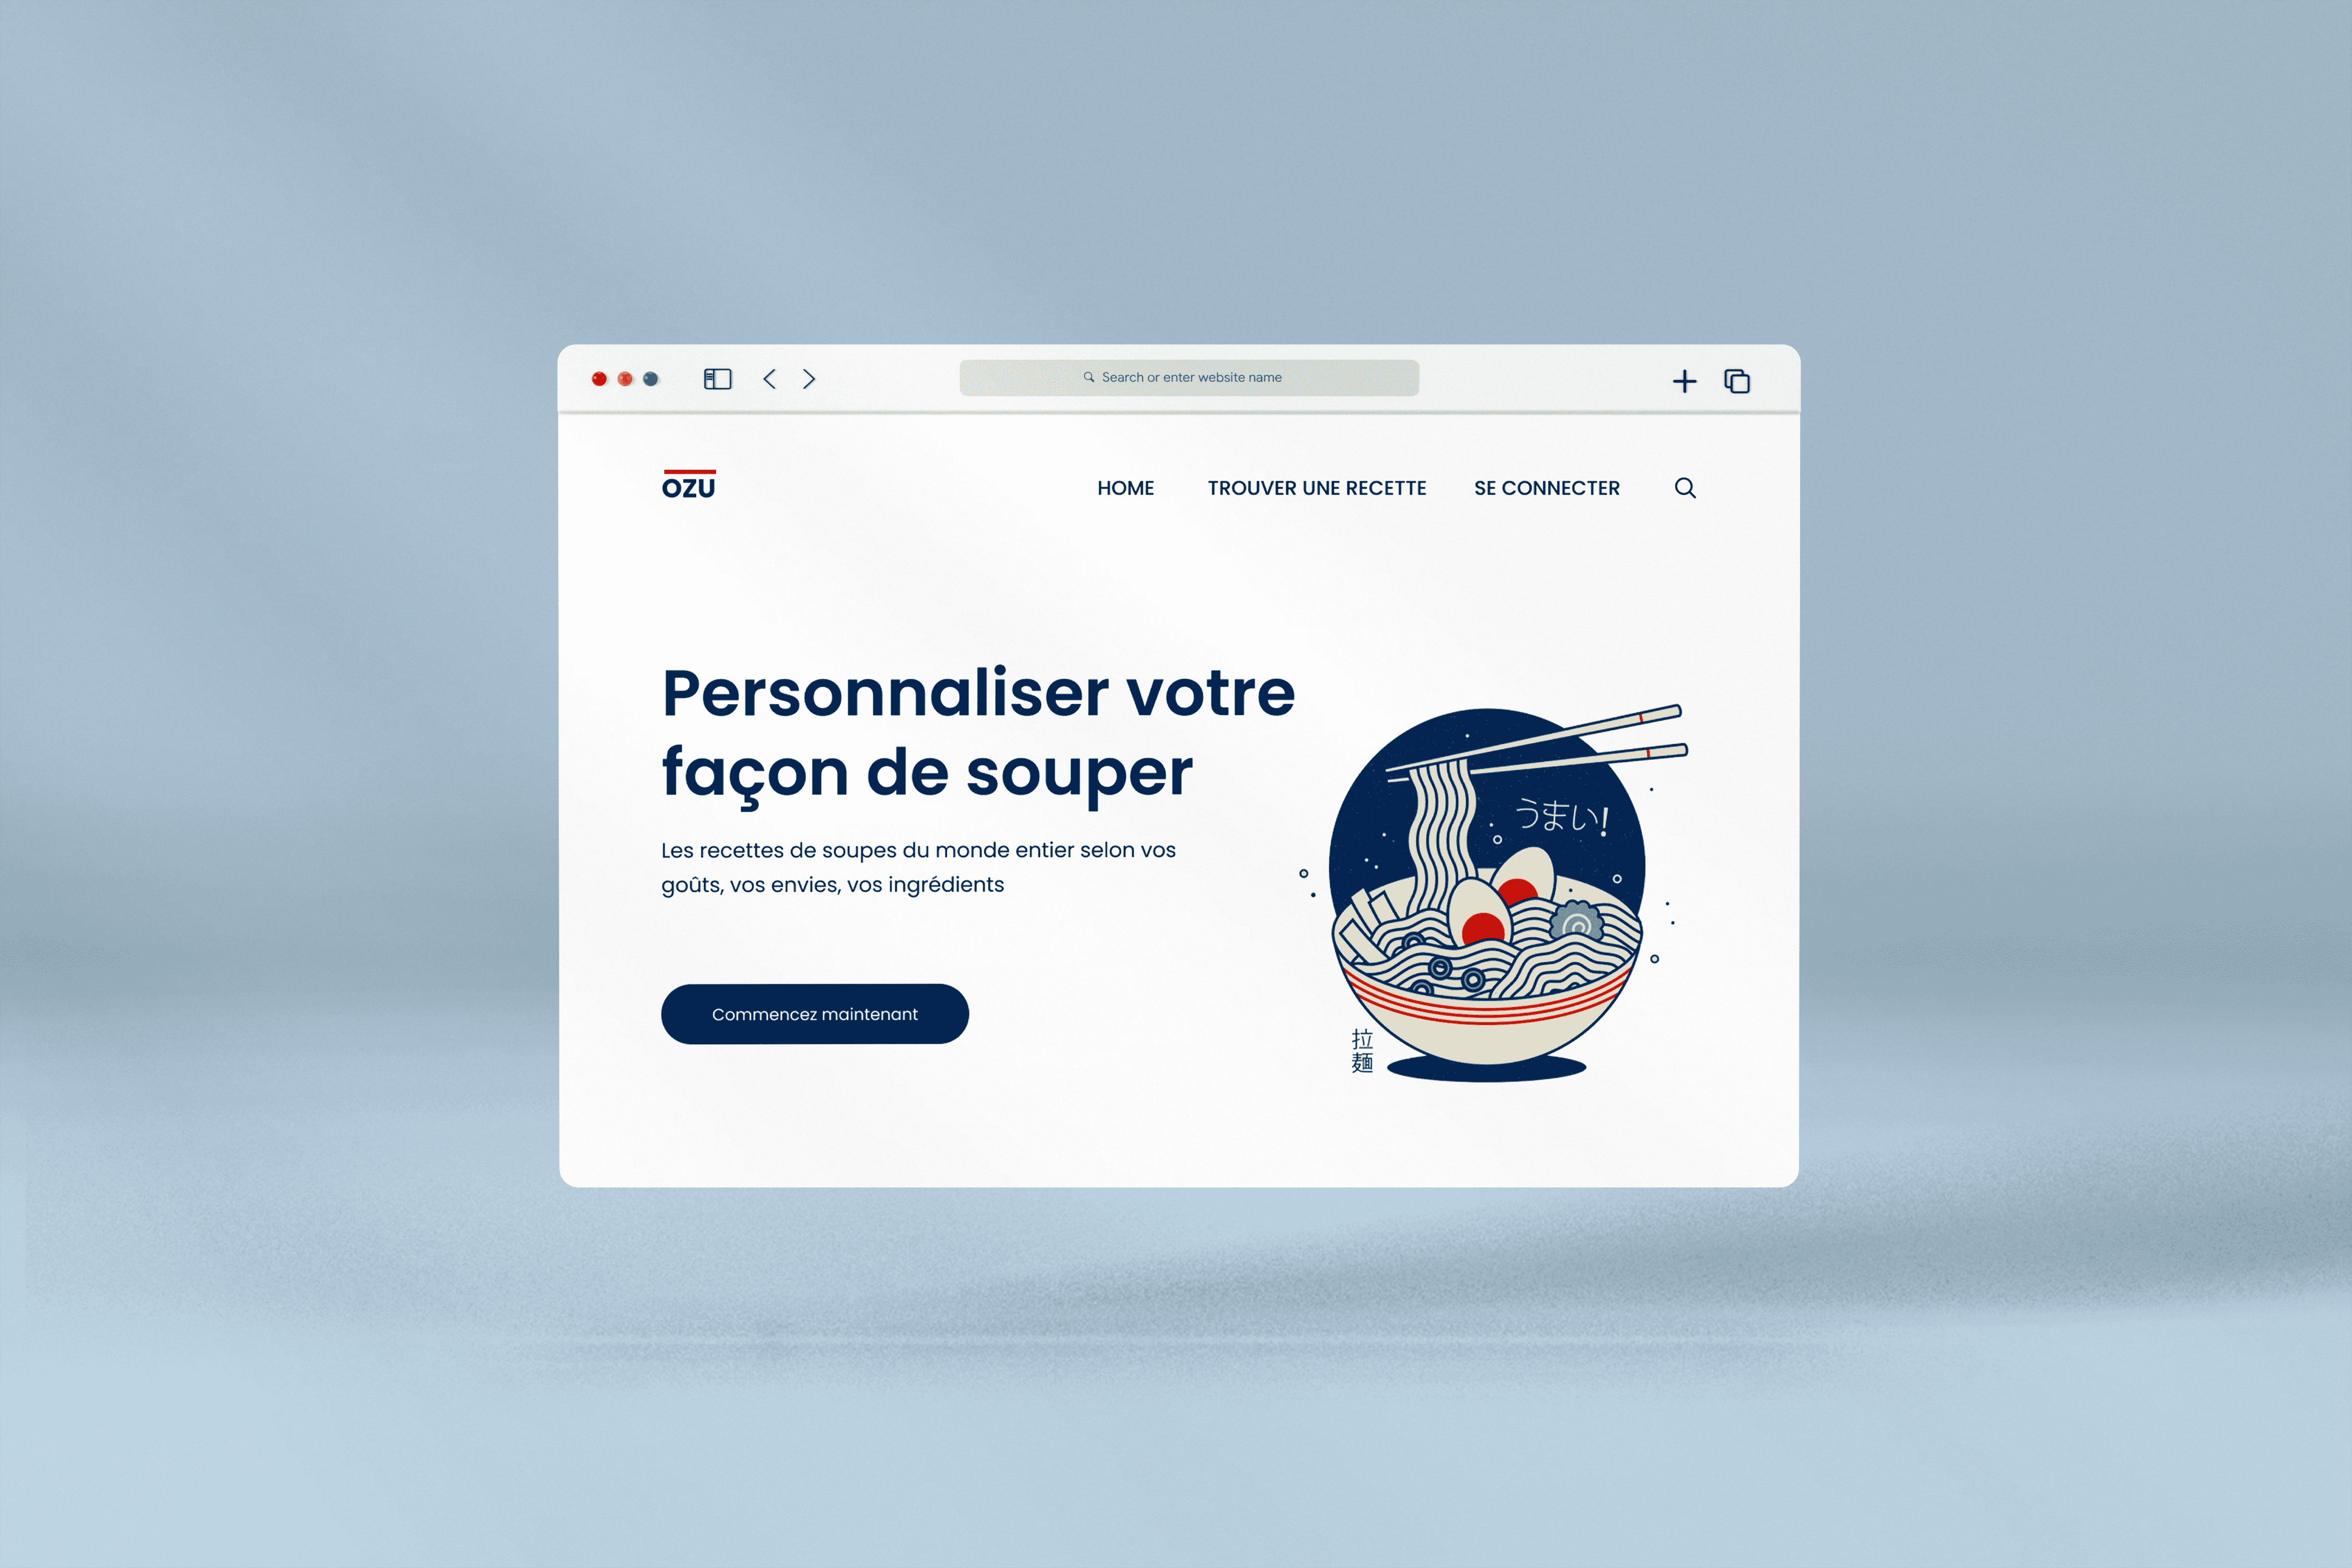 Search or enter website name
OZU
HOME
TROUVER UNE RECETTE
SE CONNECTER
Personnaliser votre
façon de souper
Les recettes de soupes du monde entier selon vos
goûts, vos envies, vos ingrédients
Commencez maintenant
うまい!
拉
麺